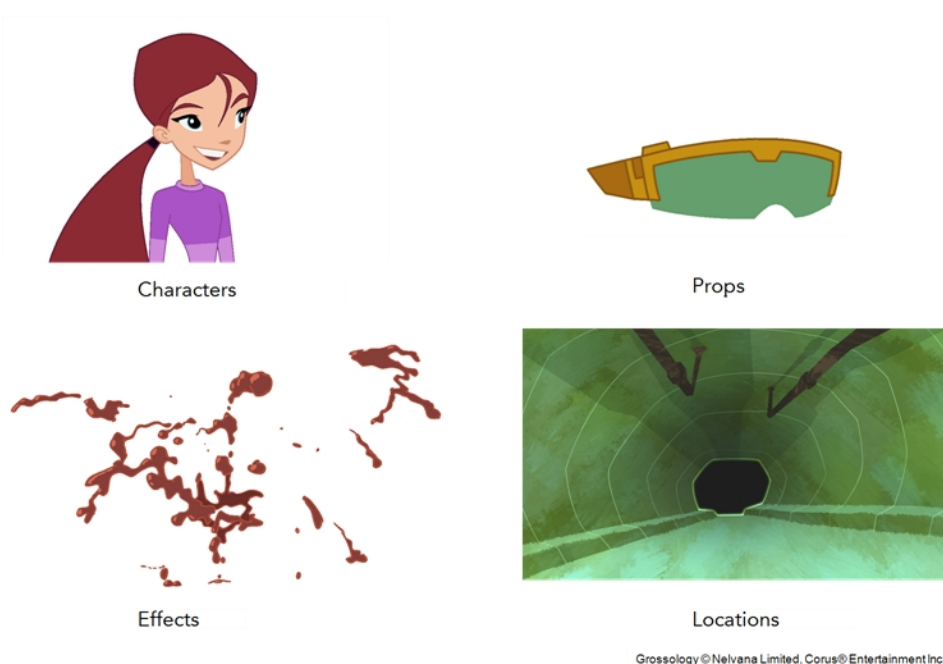 Characters
Props
Effects
Locations
Grossology © Nelvana Limited, Corus® Entertainment Inc